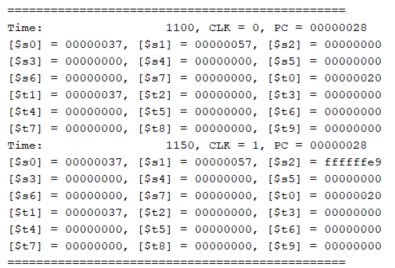 ================================================
Time:                 1100, CLK = 0, PC = 00000028
[$s0] = 00000037, [$s1] = 00000057, [$s2] = 00000000
[$s3] = 00000000, [$s4] = 00000000, [$s5] = 00000000
[$s6] = 00000000, [$s7] = 00000000, [$t0] = 00000020
[$t1] = 00000037, [$t2] = 00000000, [$t3] = 00000000
[$t4] = 00000000, [$t5] = 00000000, [$t6] = 00000000
[$t7] = 00000000, [$t8] = 00000000, [$t9] = 00000000
Time:                 1150, CLK = 1, PC = 00000028
[$s0] = 00000037, [$s1] = 00000057, [$s2] = ffffffe9
[$s3] = 00000000, [$s4] = 00000000, [$s5] = 00000000
[$s6] = 00000000, [$s7] = 00000000, [$t0] = 00000020
[$t1] = 00000037, [$t2] = 00000000, [$t3] = 00000000
[$t4] = 00000000, [$t5] = 00000000, [$t6] = 00000000
[$t7] = 00000000, [$t8] = 00000000, [$t9] = 00000000
================================================